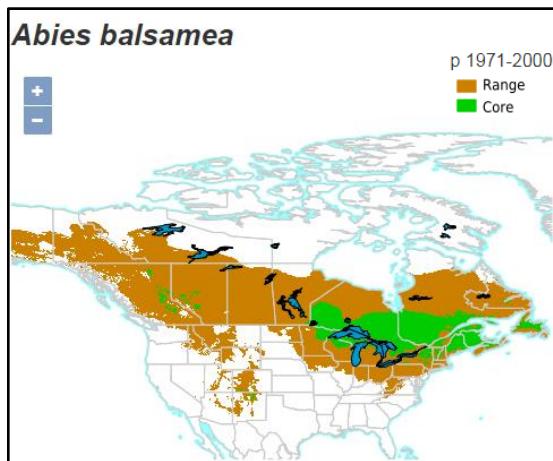 Abies balsamea
p 1971-2000
+
Range
–
Core